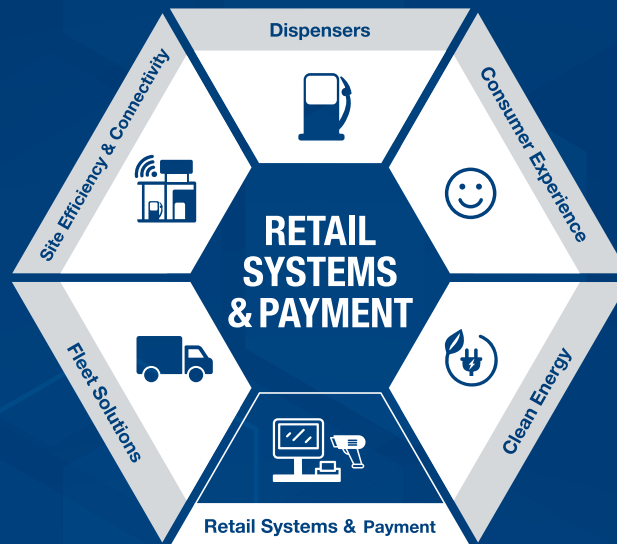 Dispensers
Site Efficiency & Connectivity
Consumer Experience
RETAIL
SYSTEMS
& PAYMENT
Fleet Solutions
Clean Energy
Retail Systems & Payment